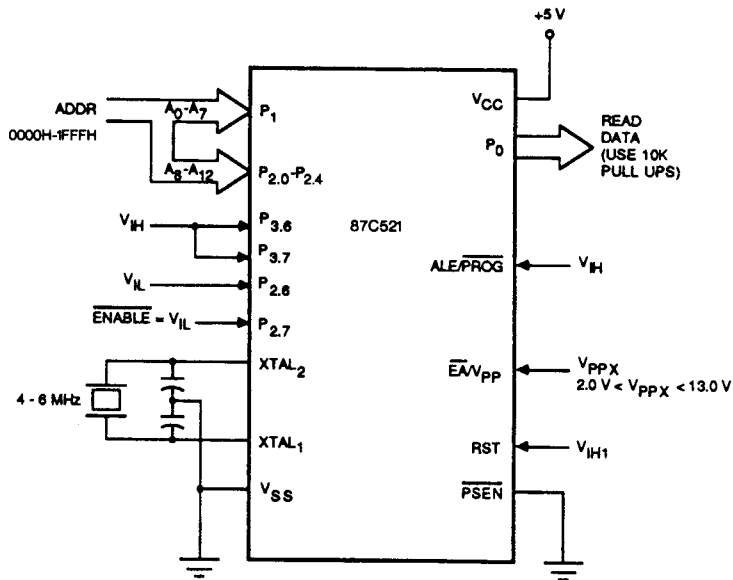 +5 V
ADDR
0000H-1FFFH
A0-A7
A8-A12
P1
P2.0-P2.4
VIH
P3.6
P3.7
VIL
P2.6
ENABLE = VIL
P2.7
XTAL2
4 - 6 MHz
XTAL1
VSS
87C521
VCC
P0
READ
DATA
(USE 10K
PULL UPS)
ALE/PROG
VIH
EA/VPP
VPPX
2.0 V < VPPX < 13.0 V
RST
VIH1
PSEN